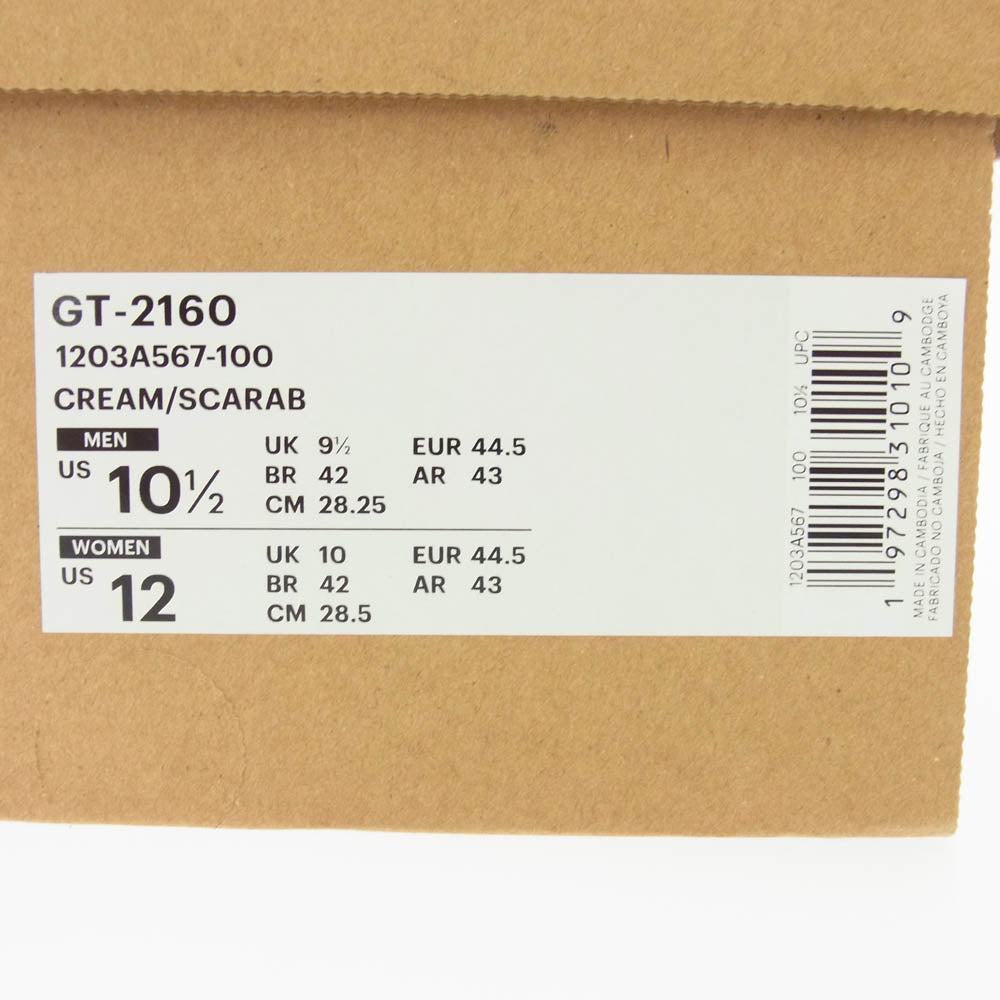 GT-2160
1203A567-100
CREAM/SCARAB
MEN
US 10½
UK 9½ EUR 44.5
BR 42 AR 43
CM 28.25
WOMEN
US 12
UK 10 EUR 44.5
BR 42 AR 43
CM 28.5
1203A567 100 10½ UPC
1 97298 31010 9
MADE IN CAMBODIA / FABRIQUE AU CAMBODGE
FABRICADO NO CAMBOJA / HECHO EN CAMBOYA